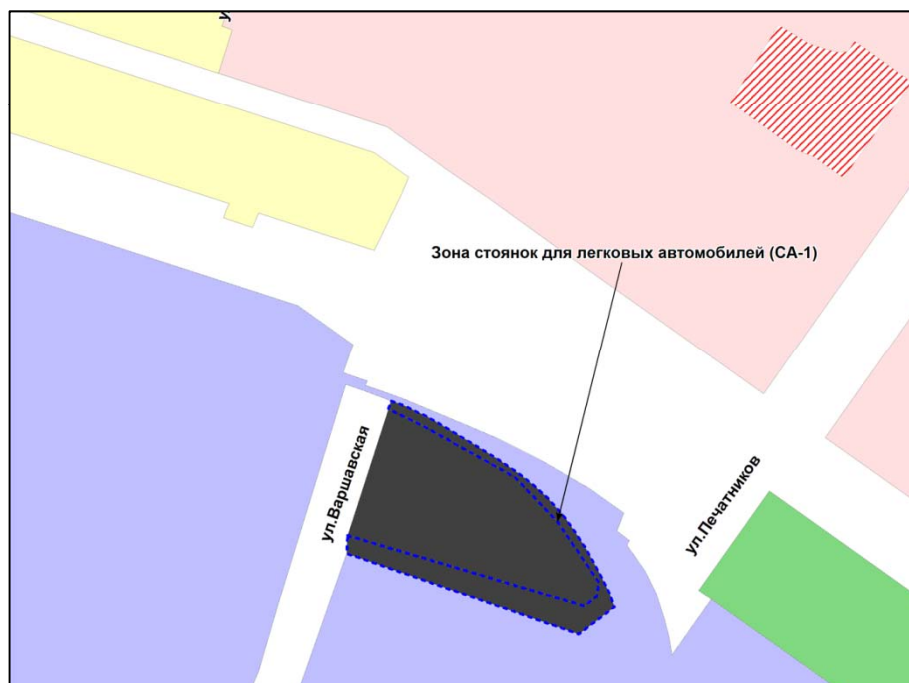 Зона стоянок для легковых автомобилей (СА-1)
ул.Варшавская
ул.Печатников